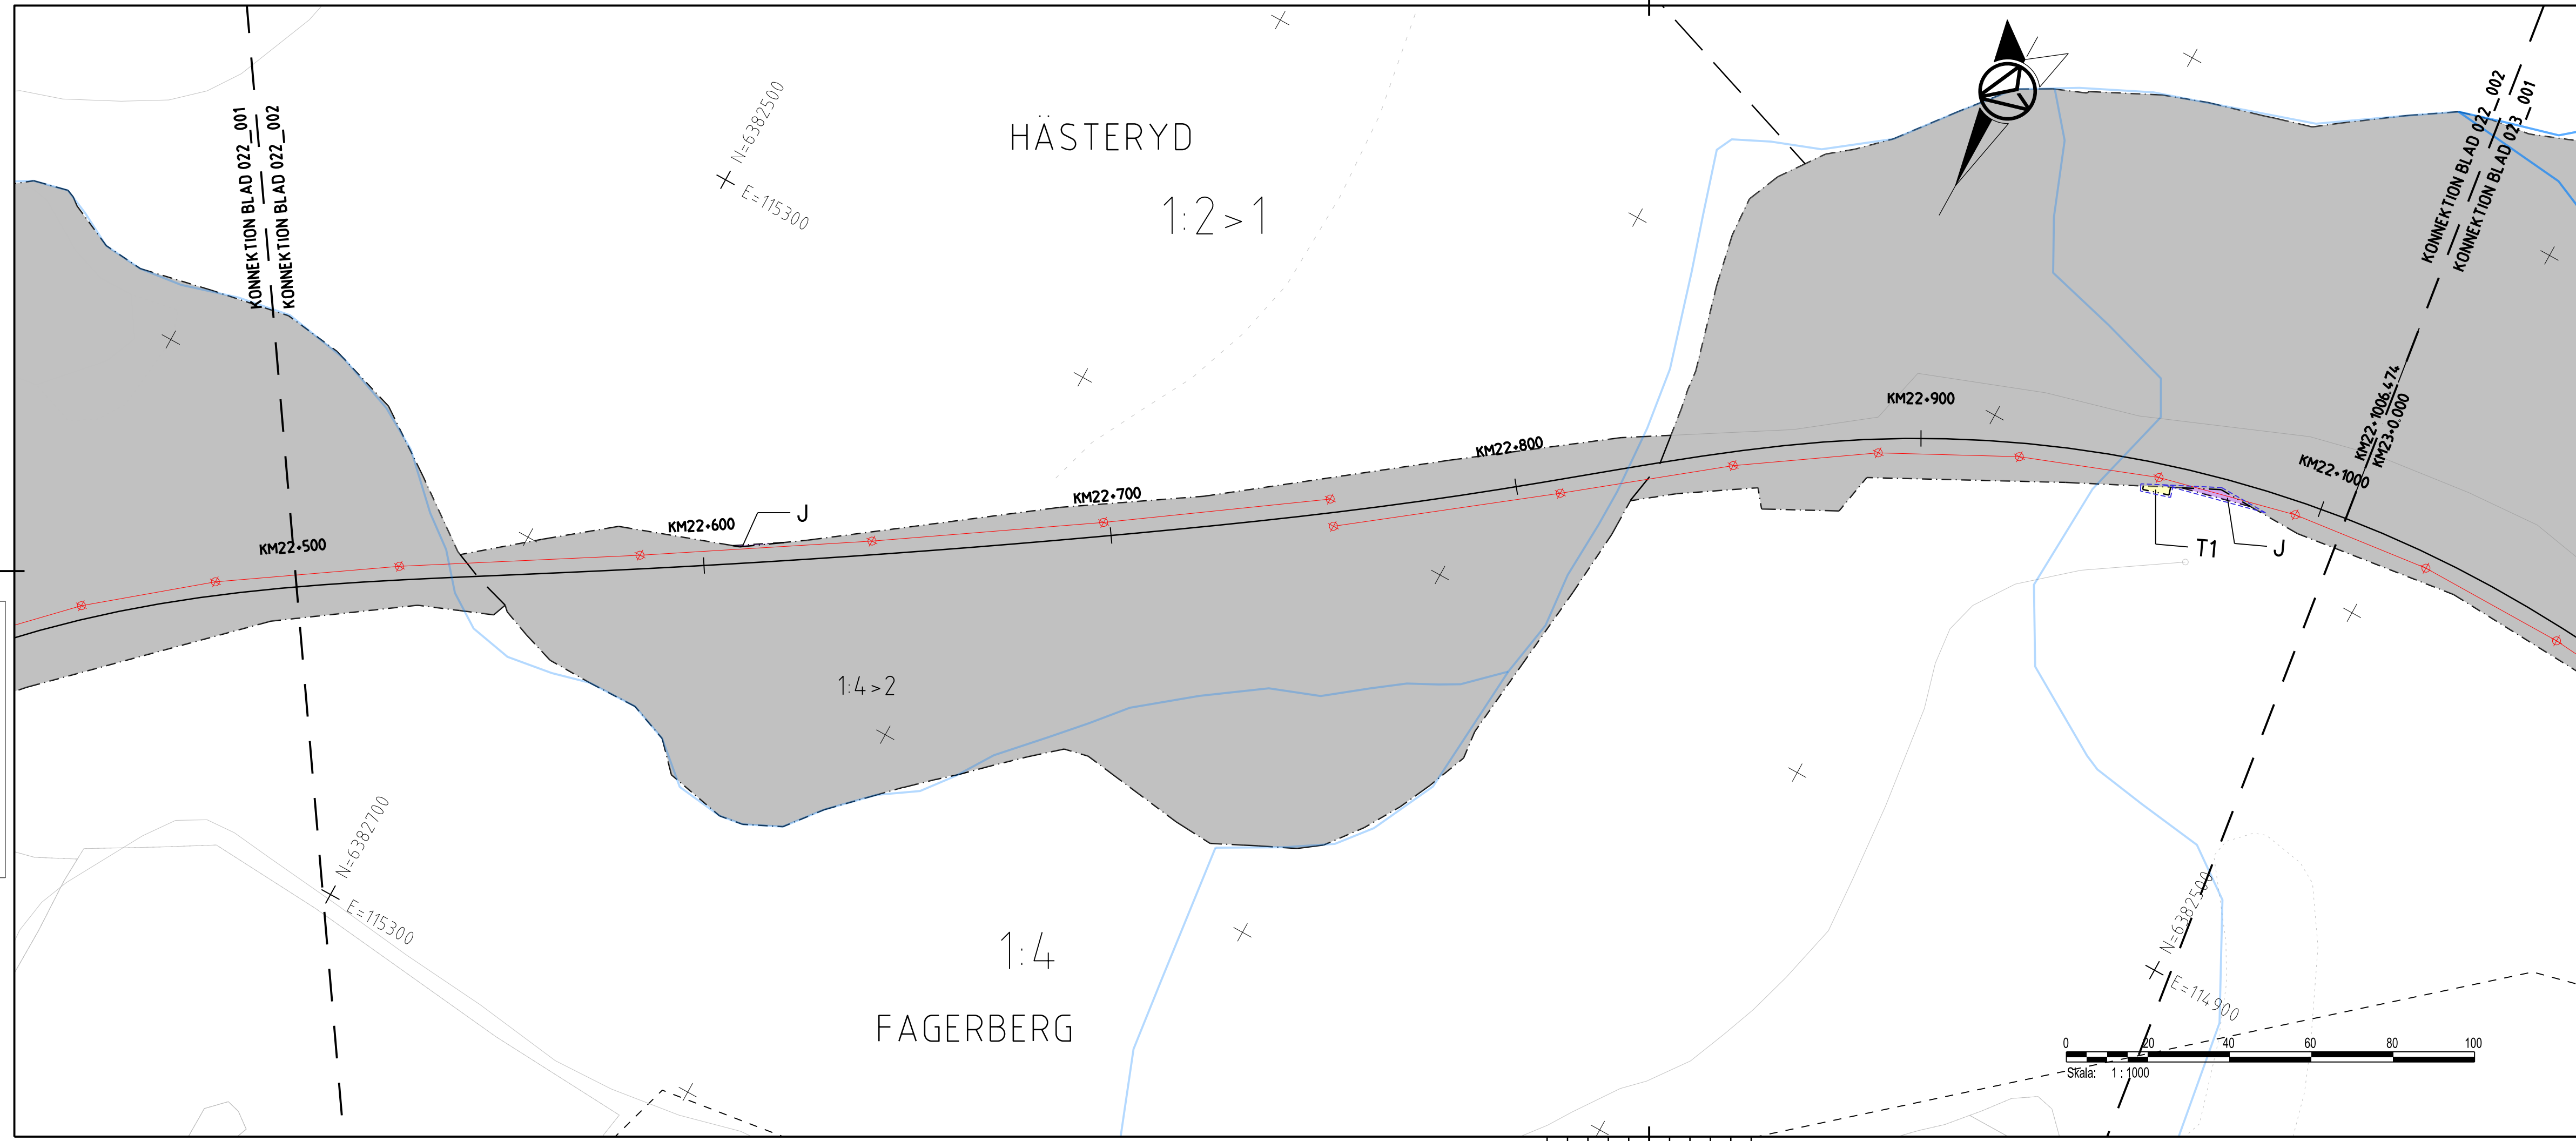 KONNEKTION BLAD 022_001
KONNEKTION BLAD 022_002
N=6382500
E=115300
HÄSTERYD
1:2>1
KONNEKTION BLAD 022_002
KONNEKTION BLAD 023_001
KM22+1006.474
KM23+0.000
KM22+500
KM22+600
J
KM22+700
KM22+800
KM22+900
KM22+1000
T1
J
1:4>2
N=6382700
E=115300
1:4
FAGERBERG
N=6382500
E=114900
0 20 40 60 80 100
Skala: 1 : 1000